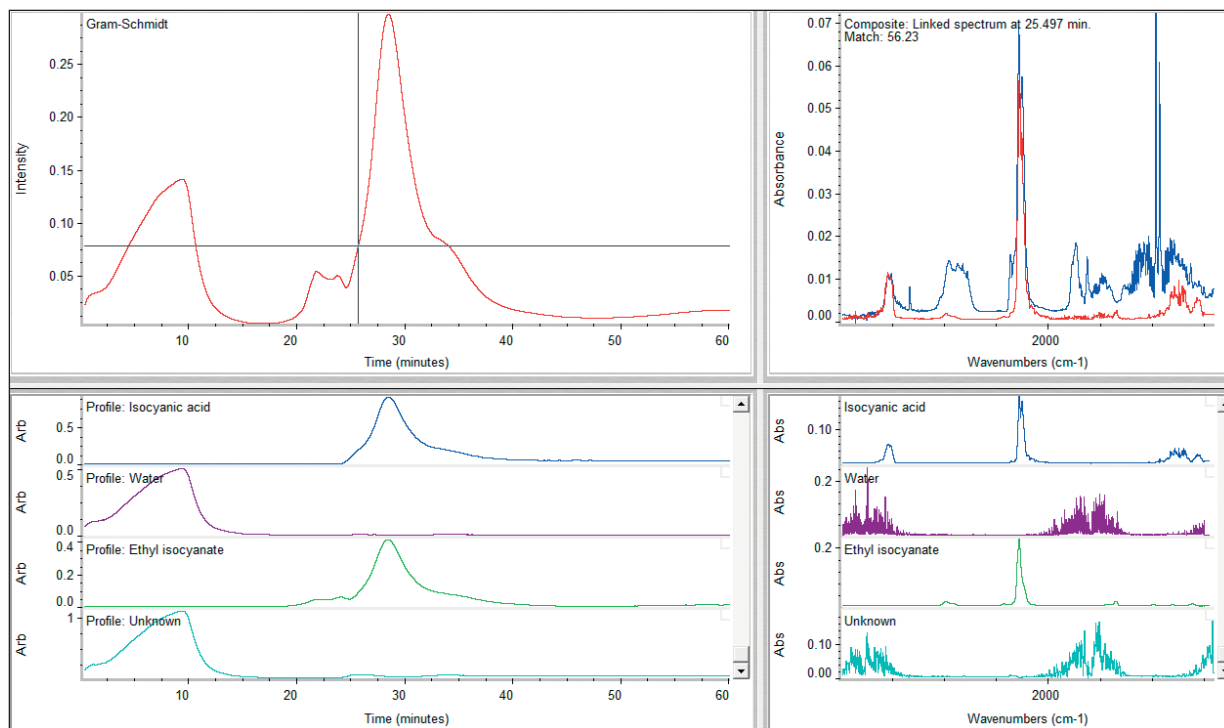 Gram-Schmidt
0.25
0.20
0.15
0.10
0.05
Intensity
10
20
30
40
50
60
Time (minutes)
Composite: Linked spectrum at 25.497 min.
Match: 56.23
0.07
0.06
0.05
0.04
0.03
0.02
0.01
0.00
Absorbance
2000
Wavenumbers (cm-1)
Profile: Isocyanic acid
Arb
0.5
0.0
Profile: Water
Arb
0.5
0.0
Profile: Ethyl isocyanate
Arb
0.4
0.2
0.0
Profile: Unknown
Arb
1
10
20
30
40
50
60
Time (minutes)
Isocyanic acid
Abs
0.10
Water
Abs
0.2
Ethyl isocyanate
Abs
0.2
Unknown
Abs
0.10
0.00
2000
Wavenumbers (cm-1)